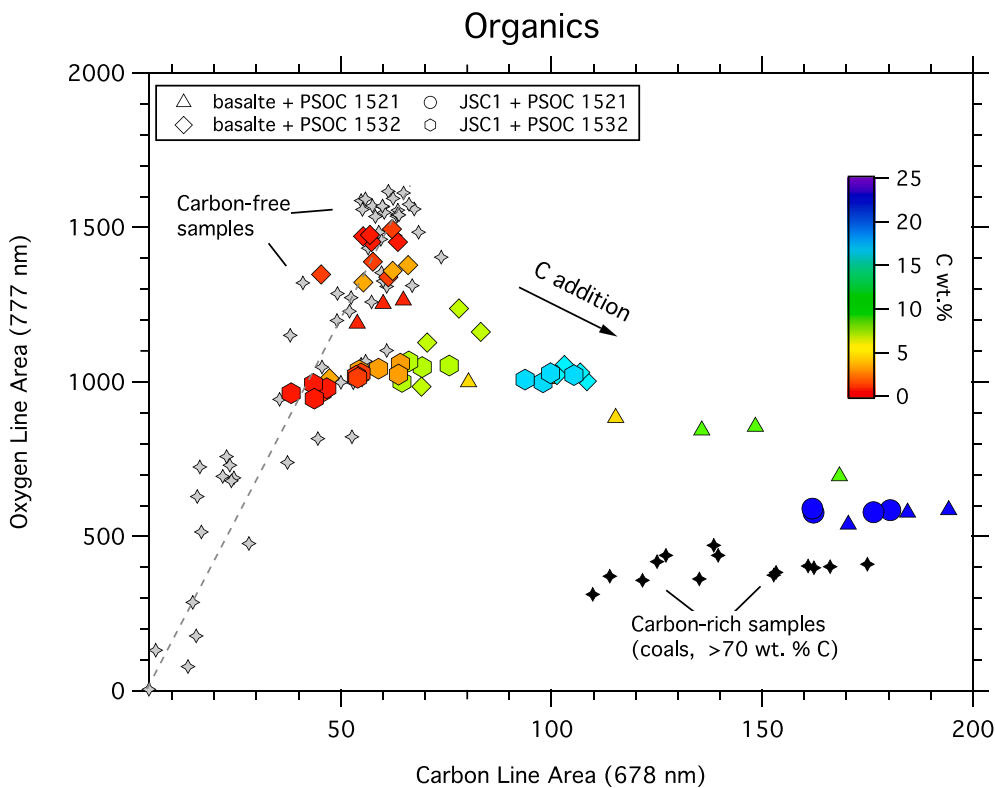 Organics
2000
1500
1000
500
0
50
100
150
200
Oxygen Line Area (777 nm)
Carbon Line Area (678 nm)
basalte + PSOC 1521
JSC1 + PSOC 1521
basalte + PSOC 1532
JSC1 + PSOC 1532
Carbon-free
samples
C addition
25
20
15
10
5
0
C wt.%
Carbon-rich samples
(coals, >70 wt. % C)